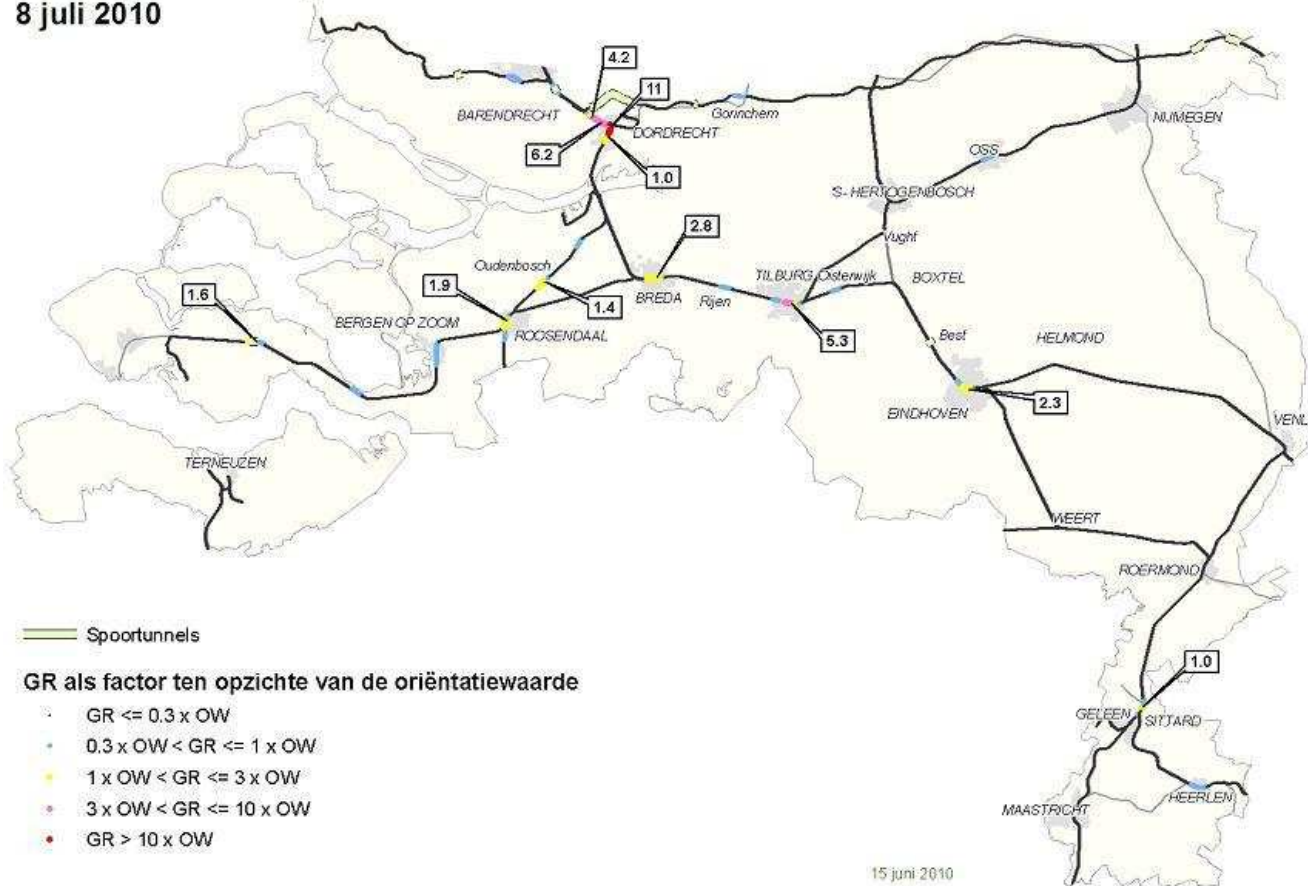 8 juli 2010
4.2
11
BARENDRECHT
Gorinchem
NIJMEGEN
DORDRECHT
6.2
OSS
1.0
'S-HERTOGENBOSCH
2.8
Vught
Oudenbosch
TILBURG
Oisterwijk
BOXTEL
1.6
1.9
BREDA
Rijen
1.4
BERGEN OP ZOOM
ROOSENDAAL
5.3
Best
HELMOND
EINDHOVEN
2.3
VENL
TERNEUZEN
WEERT
ROERMOND
Spoortunnels
1.0
GR als factor ten opzichte van de oriëntatiewaarde
GELEEN
SITTARD
GR <= 0.3 x OW
0.3 x OW < GR <= 1 x OW
1 x OW < GR <= 3 x OW
3 x OW < GR <= 10 x OW
GR > 10 x OW
HEERLEN
MAASTRICHT
15 juni 2010